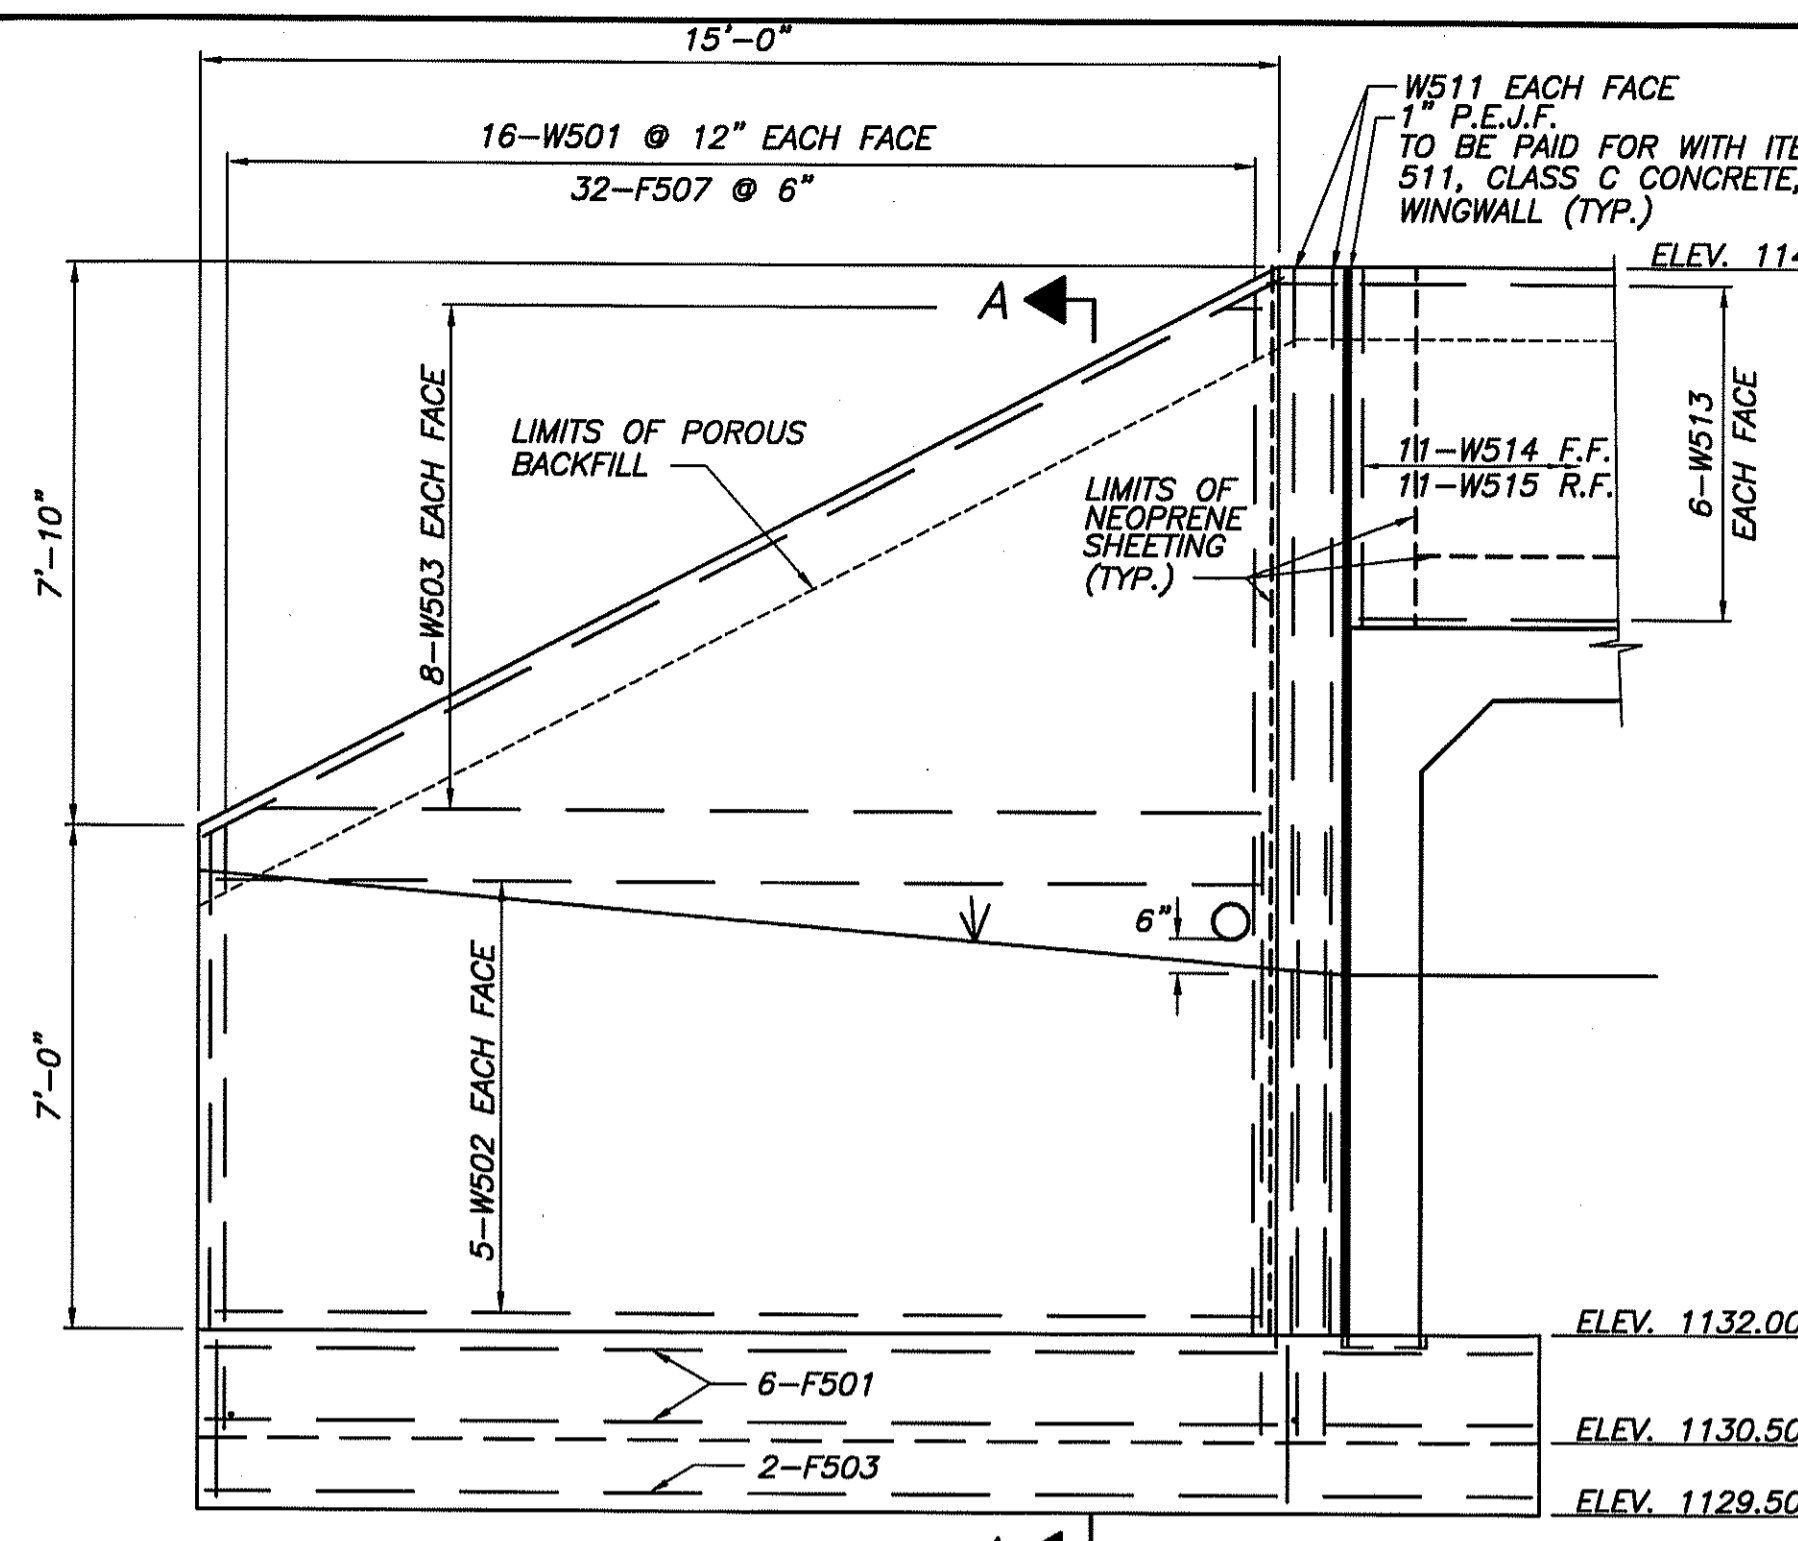 15'-0"
16-W501 @ 12" EACH FACE
32-F507 @ 6"
W511 EACH FACE
1" P.E.J.F.
TO BE PAID FOR WITH
511, CLASS C CONCRETE,
WINGWALL (TYP.)
ELEV.
A
8-W503 EACH FACE
7'-10"
LIMITS OF POROUS
BACKFILL
LIMITS OF
NEOPRENE
SHEETING
(TYP.)
11-W514 F.F.
11-W515 R.F.
6-W513
EACH FACE
6"
5-W502 EACH FACE
7'-0"
ELEV. 1132.00
6-F501
ELEV. 1130.50
2-F503
ELEV. 1129.50